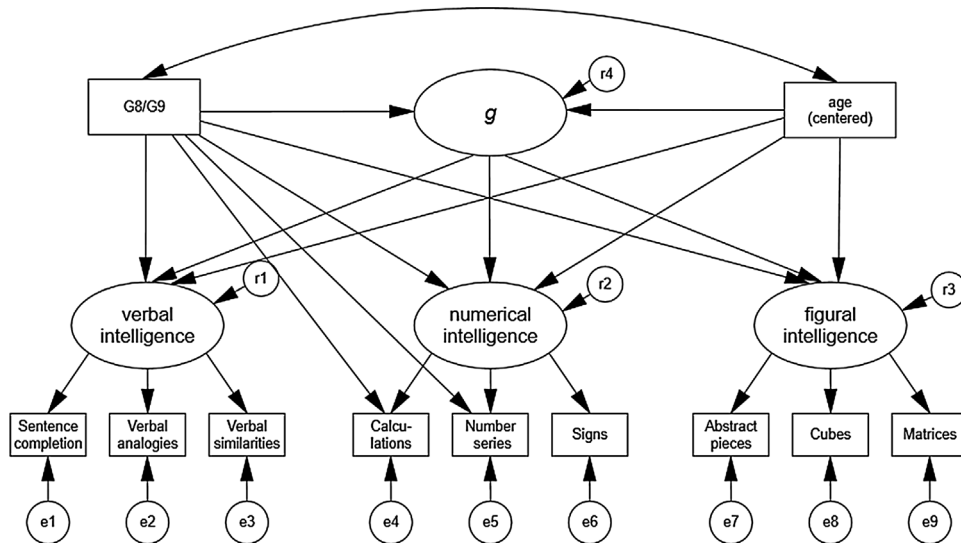 G8/G9
g
r4
age
(centered)
r1
r2
r3
verbal
intelligence
numerical
intelligence
figural
intelligence
Sentence
completion
Verbal
analogies
Verbal
similarities
Calcu-
lations
Number
series
Signs
Abstract
pieces
Cubes
Matrices
e1
e2
e3
e4
e5
e6
e7
e8
e9